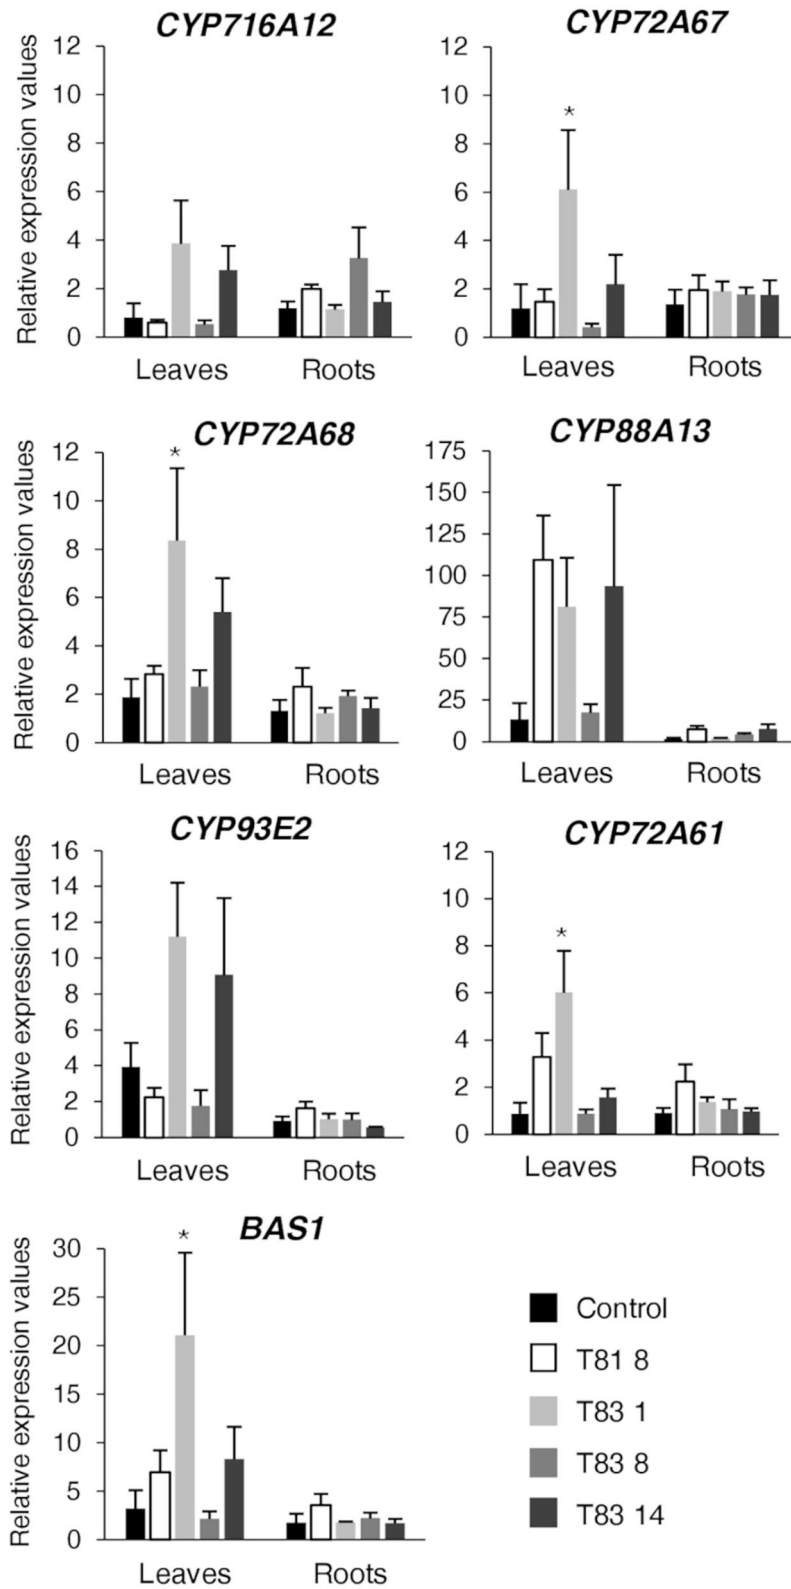 CYP716A12
Relative expression values
12
10
8
6
4
2
0
Leaves Roots
CYP72A67
12
10
8
6
4
2
0
*
Leaves Roots
CYP72A68
Relative expression values
12
10
8
6
4
2
0
*
Leaves Roots
CYP88A13
175
150
125
100
75
50
25
0
Leaves Roots
CYP93E2
Relative expression values
16
14
12
10
8
6
4
2
0
Leaves Roots
CYP72A61
12
10
8
6
4
2
0
*
Leaves Roots
BAS1
Relative expression values
30
25
20
15
10
5
0
*
Leaves Roots
Control
T81 8
T83 1
T83 8
T83 14